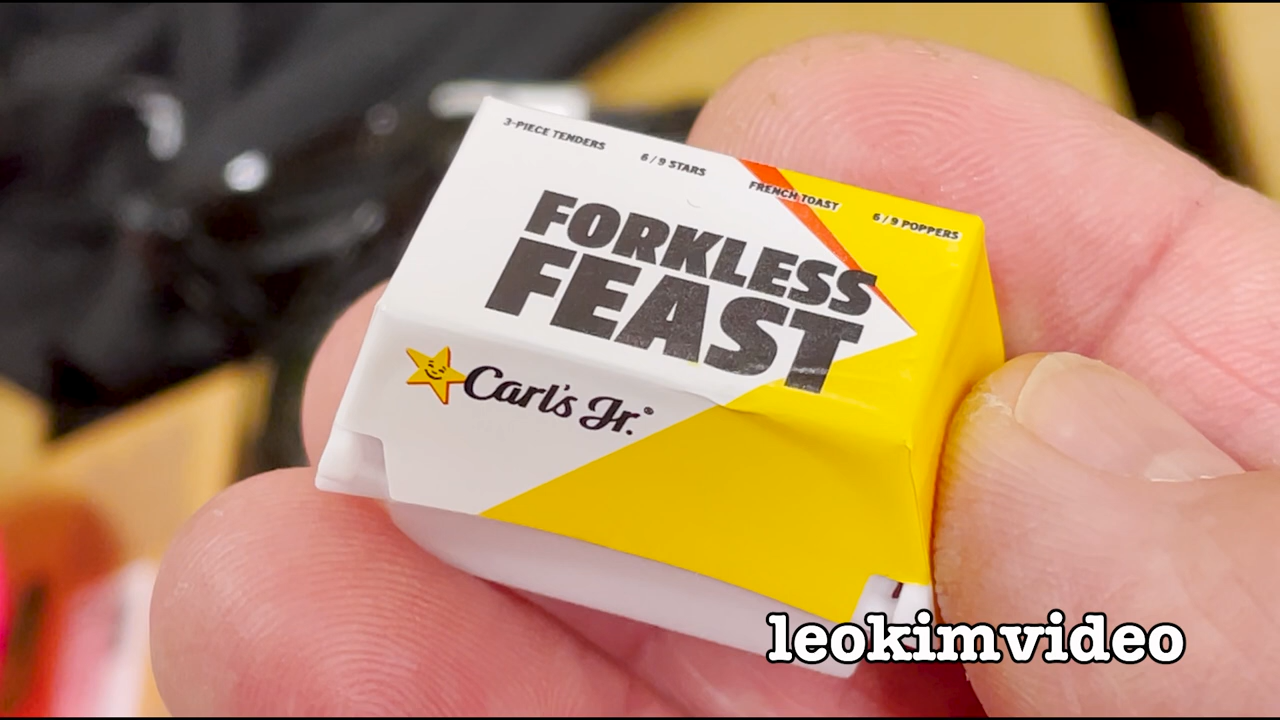 3-PIECE TENDERS
6/9 STARS
FRENCH TOAST
6/9 POPPERS
FORKLESS
FEAST
Carl's Jr.®
leokimvideo